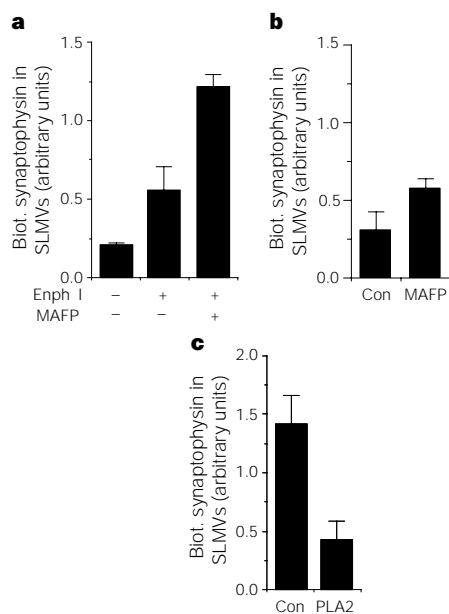 a
Biot. synaptophysin in
SLMVs (arbitrary units)
1.5
1.0
0.5
0.0
Enph I – + +
MAFP – – +
b
Biot. synaptophysin in
SLMVs (arbitrary units)
1.5
1.0
0.5
0.0
Con MAFP
c
Biot. synaptophysin in
SLMVs (arbitrary units)
2.0
1.5
1.0
0.5
0.0
Con PLA2